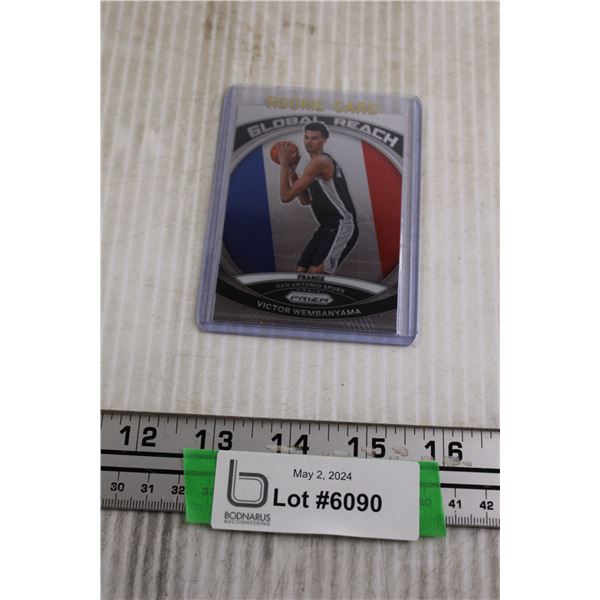 ROOKIE CARD
GLOBAL REACH
FRANCE
SAN ANTONIO SPURS
PRIZM
VICTOR WEMBANYAMA
12 13 14 15 16
30 31 32 40 41 42
May 2, 2024
Lot #6090
b
BODNARUS
AUCTIONEERING